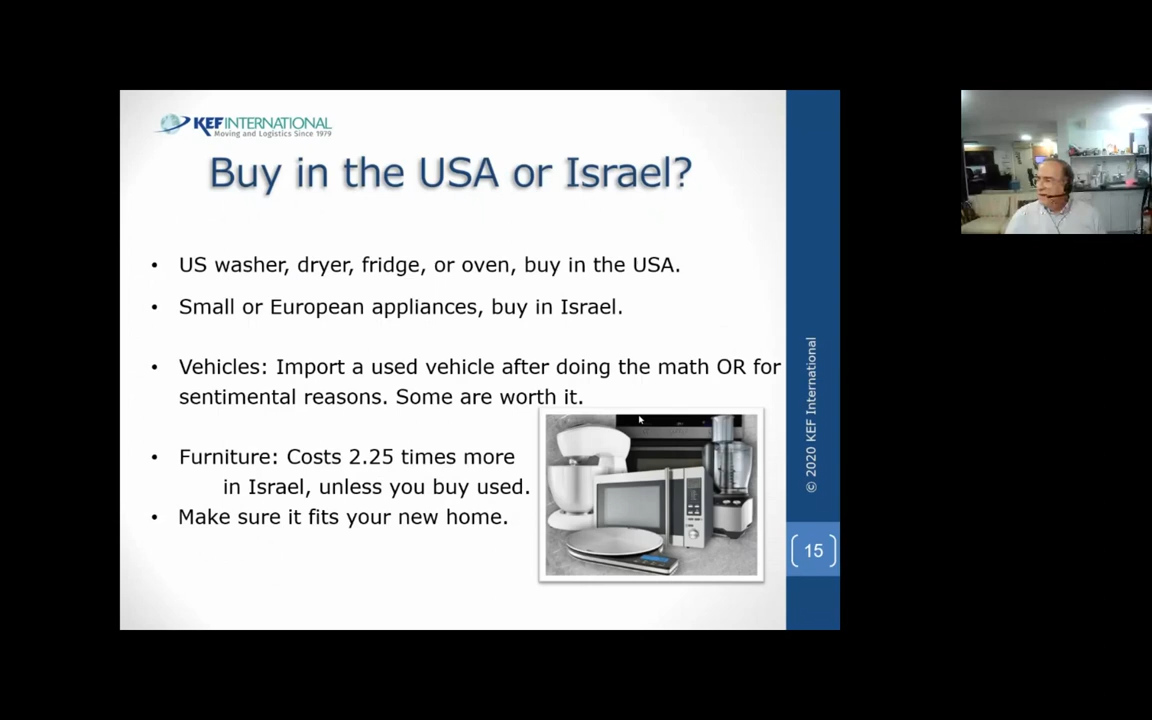 KEF INTERNATIONAL
Moving and Logistics Since 1979
Buy in the USA or Israel?
• US washer, dryer, fridge, or oven, buy in the USA.
• Small or European appliances, buy in Israel.
• Vehicles: Import a used vehicle after doing the math OR for
sentimental reasons. Some are worth it.
• Furniture: Costs 2.25 times more
in Israel, unless you buy used.
• Make sure it fits your new home.
© 2020 KEF International
15